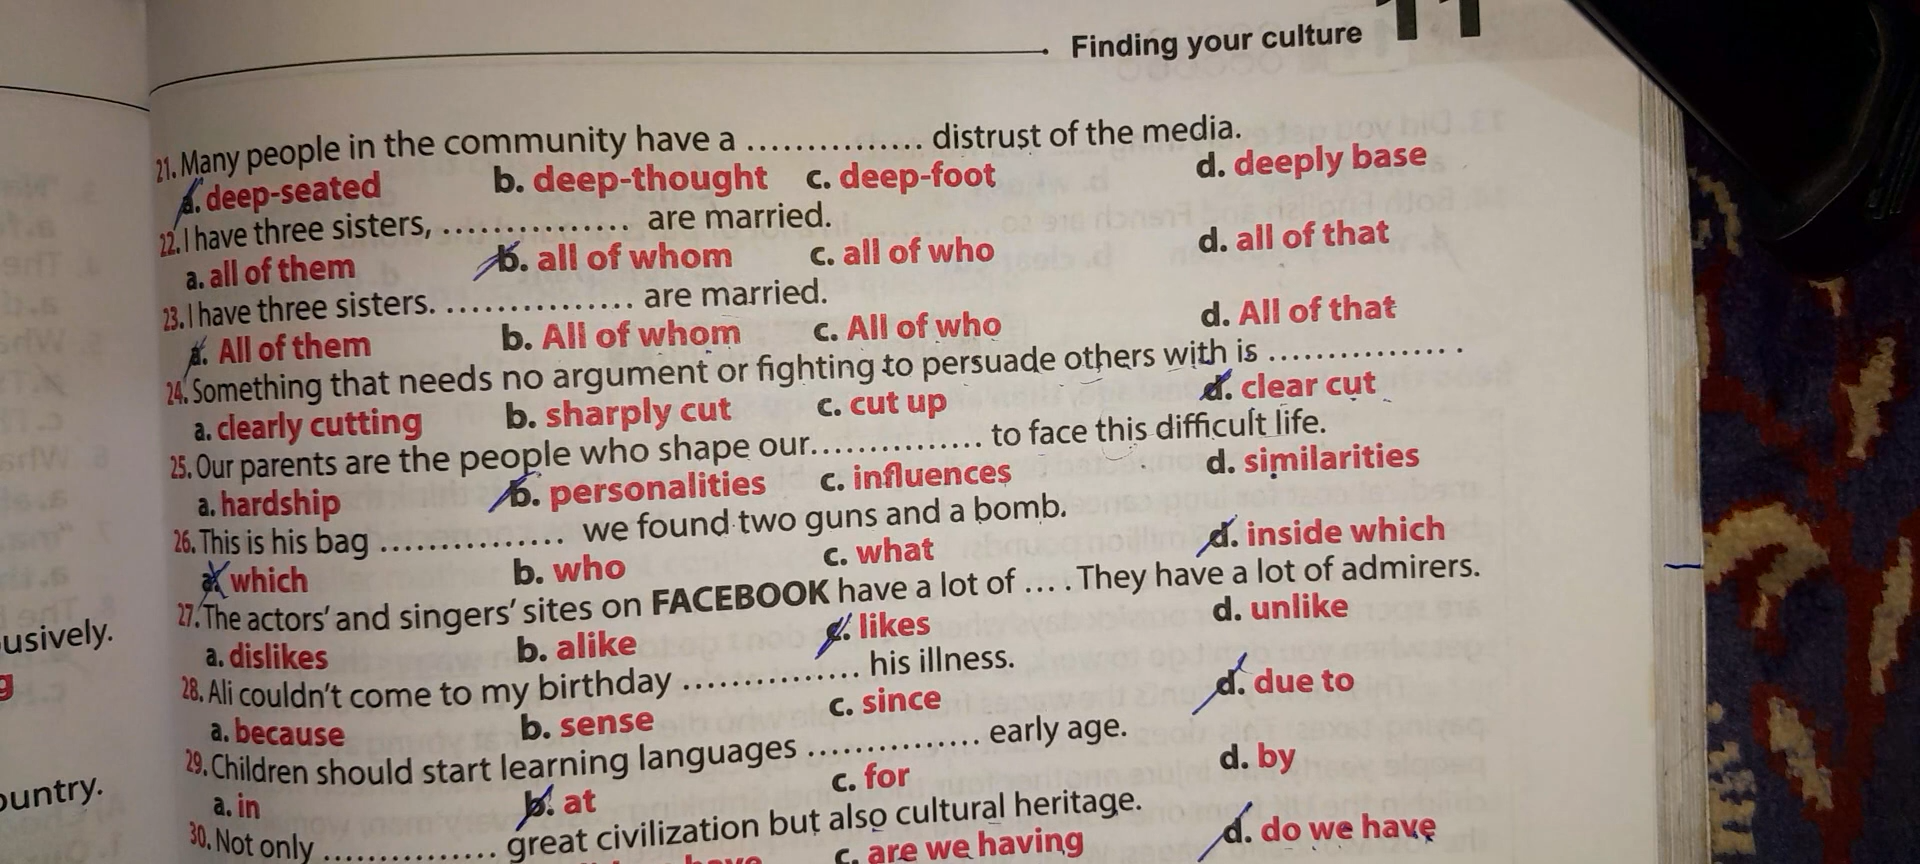 Finding your culture 11
21. Many people in the community have a ............... distrust of the media.
a. deep-seated b. deep-thought c. deep-foot d. deeply base
22. I have three sisters, ............... are married.
a. all of them b. all of whom c. all of who d. all of that
23. I have three sisters. ............... are married.
a. All of them b. All of whom c. All of who d. All of that
24. Something that needs no argument or fighting to persuade others with is ............... .
a. clearly cutting b. sharply cut c. cut up d. clear cut
25. Our parents are the people who shape our............... to face this difficult life.
a. hardship b. personalities c. influences d. similarities
26. This is his bag ............... we found two guns and a bomb.
a. which b. who c. what d. inside which
27. The actors' and singers' sites on FACEBOOK have a lot of .... They have a lot of admirers.
a. dislikes b. alike c. likes d. unlike
28. Ali couldn't come to my birthday ............... his illness.
a. because b. sense c. since d. due to
29. Children should start learning languages ............... early age.
a. in b. at c. for d. by
30. Not only ............... great civilization but also cultural heritage.
have c. are we having d. do we have
usively.
g
ountry.